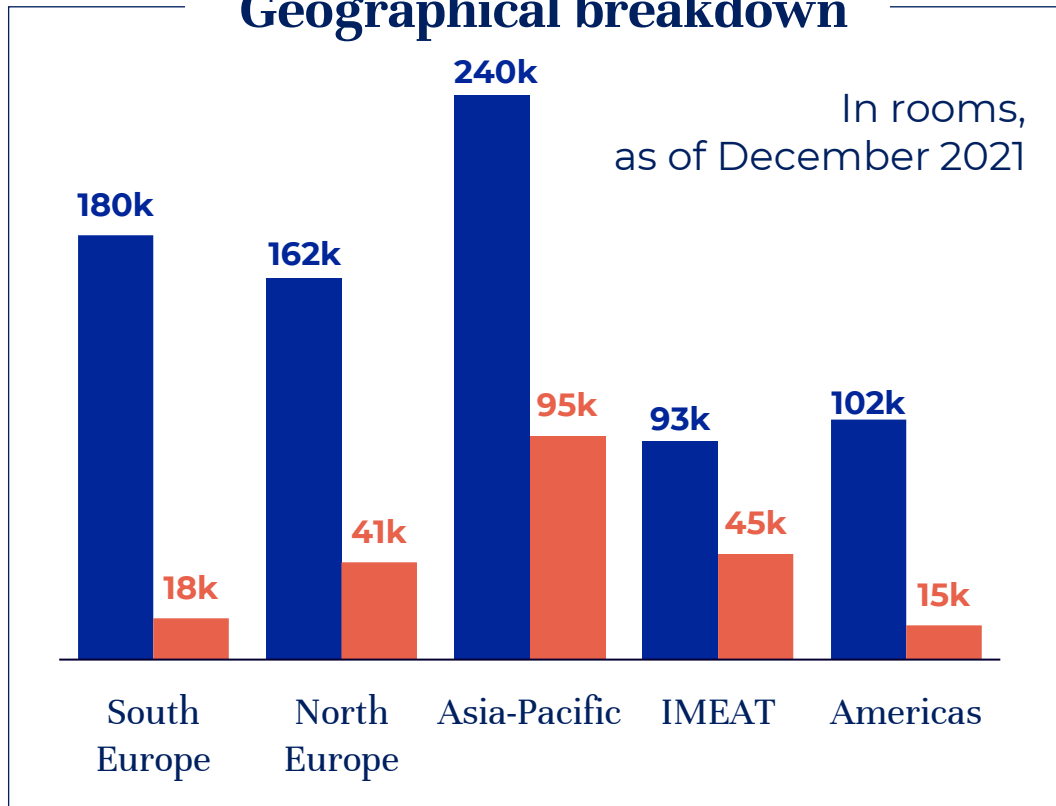 Geographical breakdown
In rooms,
as of December 2021
240k
180k
162k
95k
93k
102k
41k
45k
18k
15k
South
Europe
North
Europe
Asia-Pacific
IMEAT
Americas